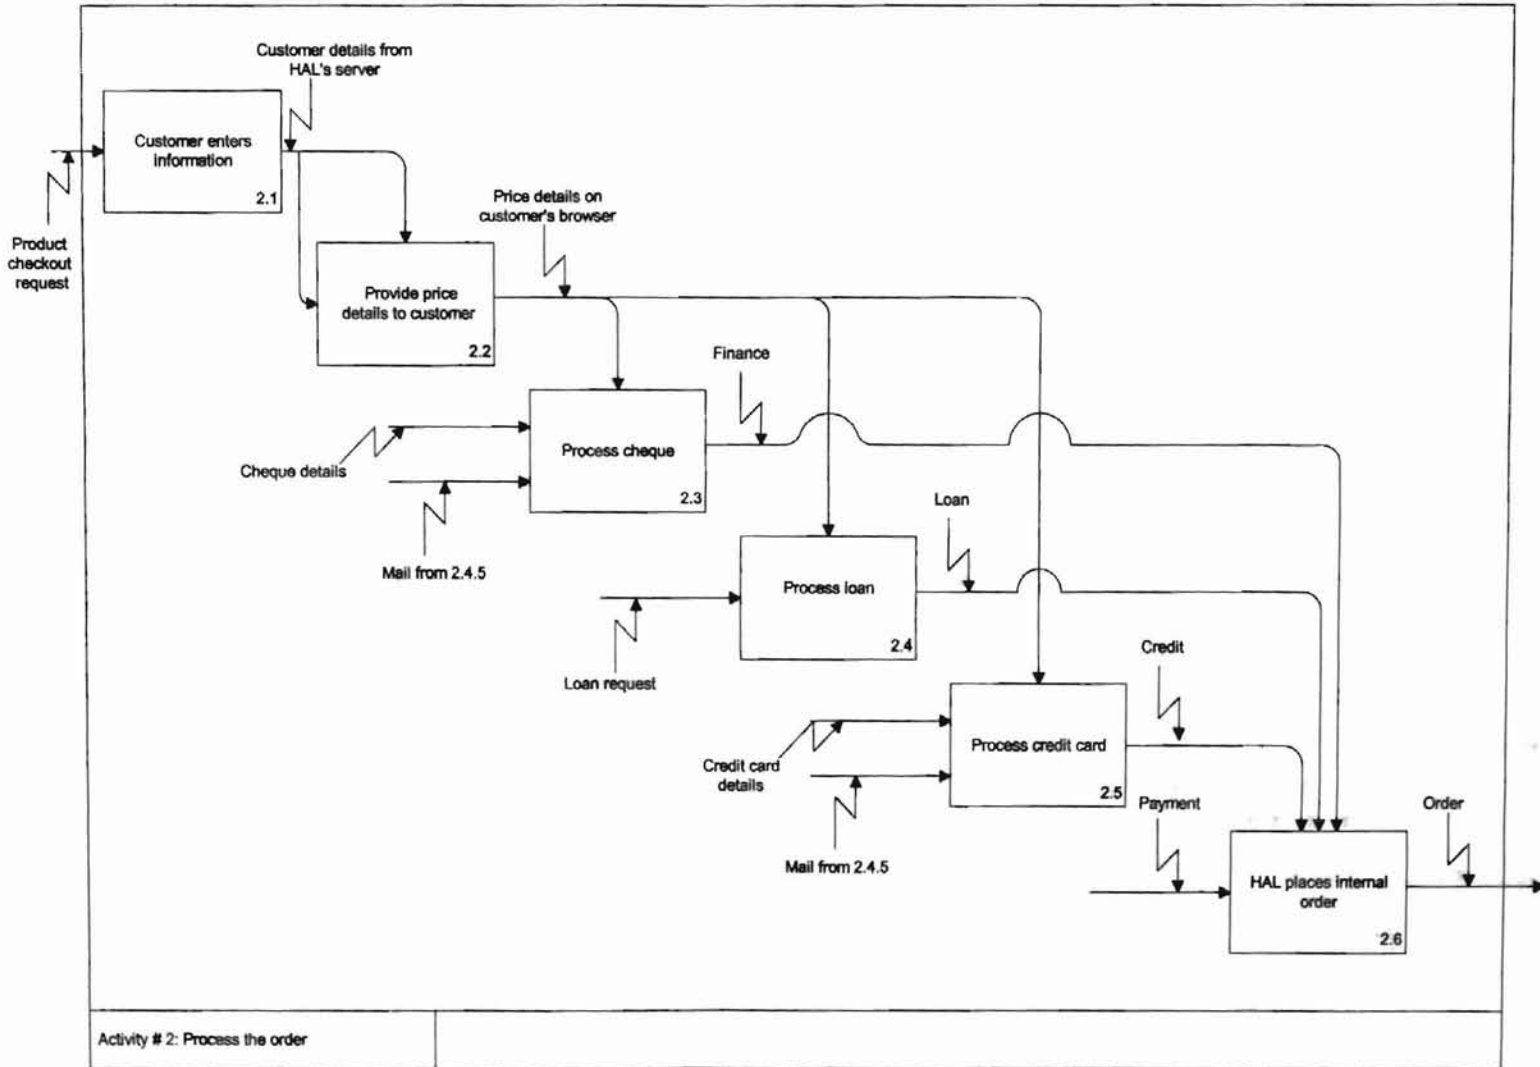 Customer details from
HAL's server
Customer enters
information
2.1
Product
checkout
request
Price details on
customer's browser
Provide price
details to customer
2.2
Finance
Process cheque
2.3
Cheque details
Mail from 2.4.5
Loan
Process loan
2.4
Loan request
Credit
Process credit card
2.5
Credit card
details
Mail from 2.4.5
Payment
Order
HAL places internal
order
2.6
Activity # 2: Process the order